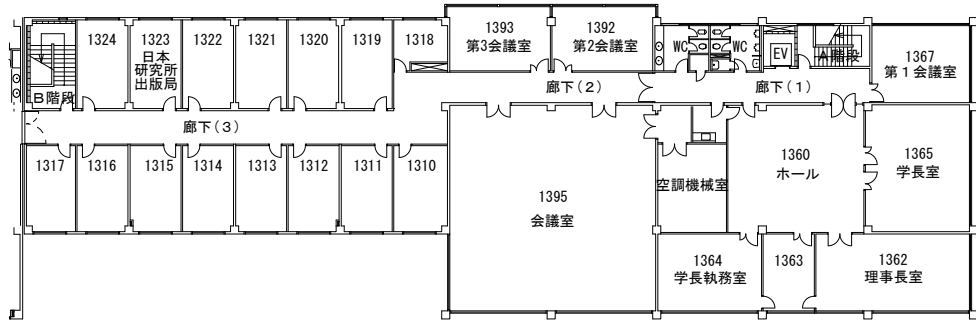 1393
第3会議室
1392
第2会議室
WC
WC
EV
A階段
1367
第１会議室
1324
1323
日本
研究所
出版局
1322
1321
1320
1319
1318
B階段
廊下（２）
廊下（１）
廊下（３）
1317
1316
1315
1314
1313
1312
1311
1310
1395
会議室
空調機械室
1360
ホール
1365
学長室
1364
学長執務室
1363
1362
理事長室